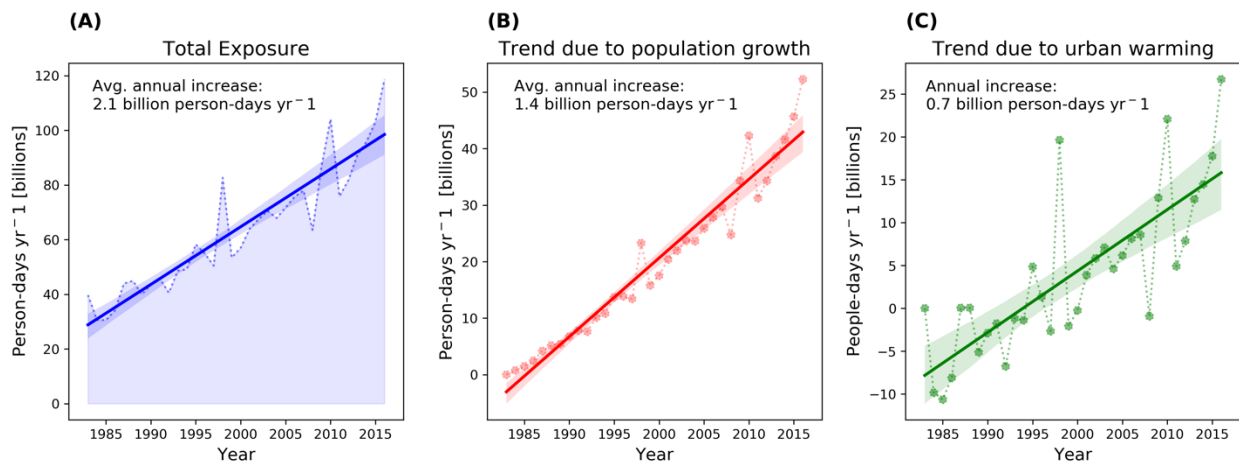 (A)
Total Exposure
Avg. annual increase:
2.1 billion person-days yr−1
Person-days yr−1 [billions]
120
100
80
60
40
20
0
1985 1990 1995 2000 2005 2010 2015
Year
(B)
Trend due to population growth
Avg. annual increase:
1.4 billion person-days yr−1
Person-days yr−1 [billions]
50
40
30
20
10
0
1985 1990 1995 2000 2005 2010 2015
Year
(C)
Trend due to urban warming
Annual increase:
0.7 billion person-days yr−1
People-days yr−1 [billions]
25
20
15
10
5
0
−5
−10
1985 1990 1995 2000 2005 2010 2015
Year